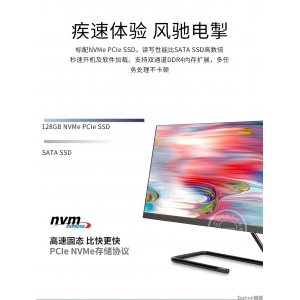 疾速体验 风驰电掣
标配NVMe PCIe SSD，读写性能比SATA SSD高数倍
秒速开机及软件加载。支持双通道DDR4内存扩展，多任
务处理不卡顿
128GB NVMe PCIe SSD
SATA SSD
nvm
EXPRESS
高速固态 比快更快
PCIe NVMe存储协议